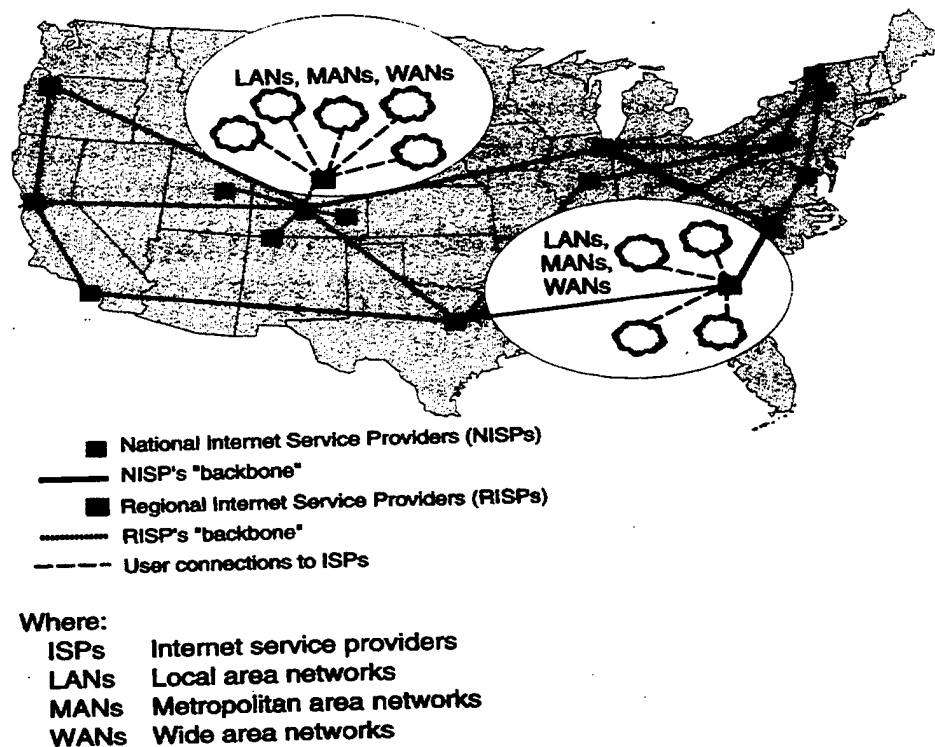 LANs, MANs, WANs
LANs,
MANs,
WANs
National Internet Service Providers (NISPs)
NISP's "backbone"
Regional Internet Service Providers (RISPs)
RISP's "backbone"
User connections to ISPs
Where:
ISPs Internet service providers
LANs Local area networks
MANs Metropolitan area networks
WANs Wide area networks